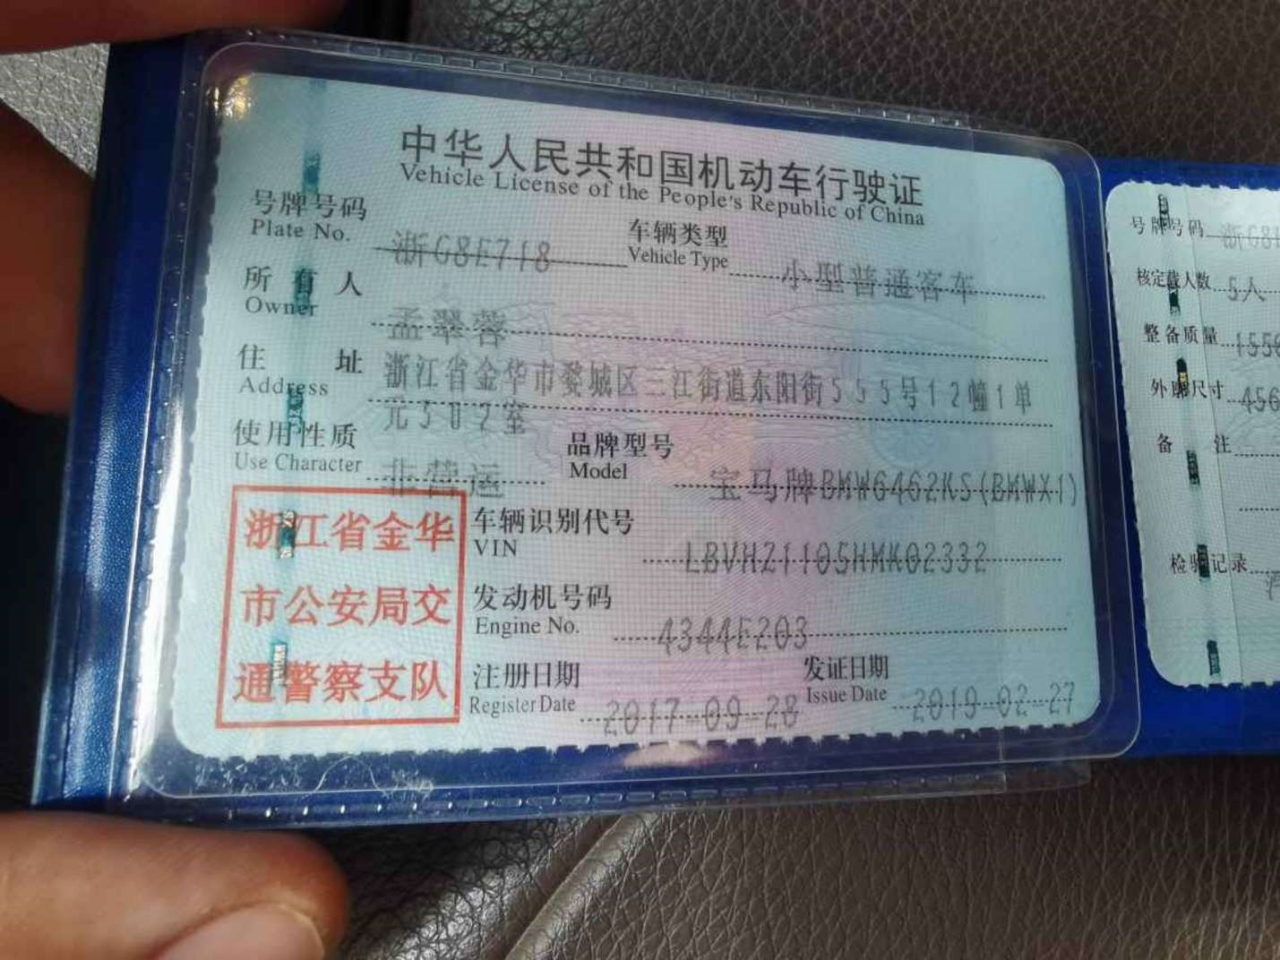 中华人民共和国机动车行驶证
Vehicle License of the People's Republic of China
号牌号码 浙G8E718 车辆类型 小型普通客车
Plate No. Vehicle Type
所有人 孟翠蓉
Owner
住址 浙江省金华市婺城区三江街道东阳街555号12幢1单
Address 元502室
使用性质 非营运 品牌型号 宝马牌BMW6462KS(BMWX1)
Use Character Model
浙江省金华
市公安局交
通警察支队
车辆识别代号 LBVHZ1105HMK02332
VIN
发动机号码 4344E203
Engine No.
注册日期 2017-09-28 发证日期 2019-02-27
Register Date Issue Date
号牌号码 浙G8
核定载人数 5人
整备质量 155
外廓尺寸 456
备注
检验记录